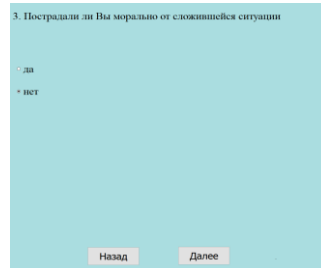 3. Пострадали ли Вы морально от сложившейся ситуации
да
нет
Назад Далее